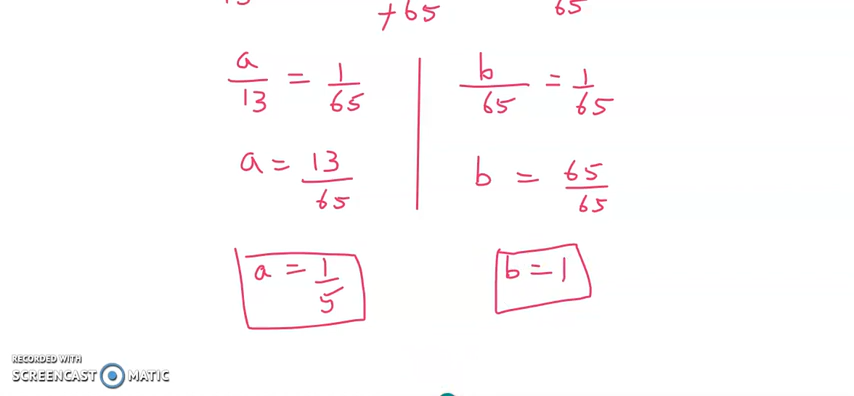 13 +65 65
a/13 = 1/65 | b/65 = 1/65
a = 13/65 | b = 65/65
a = 1/5 b = 1
RECORDED WITH
SCREENCAST MATIC